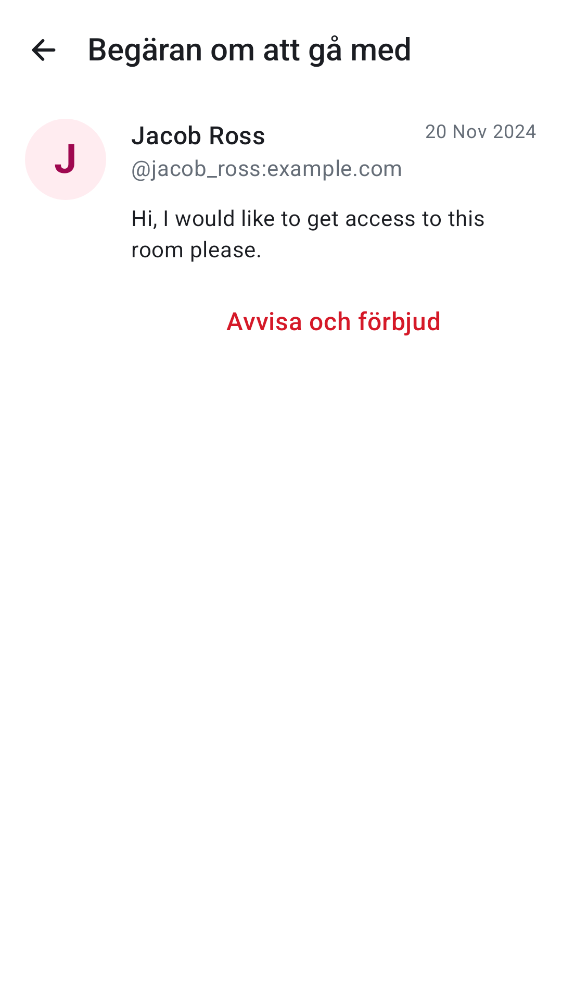 Begäran om att gå med
J
Jacob Ross
20 Nov 2024
@jacob_ross:example.com
Hi, I would like to get access to this
room please.
Avvisa och förbjud